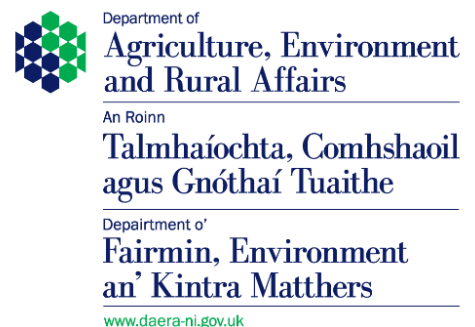 Department of
Agriculture, Environment
and Rural Affairs
An Roinn
Talmhaíochta, Comhshaoil
agus Gnóthaí Tuaithe
Depairtment o'
Fairmin, Environment
an' Kintra Matthers
www.daera-ni.gov.uk